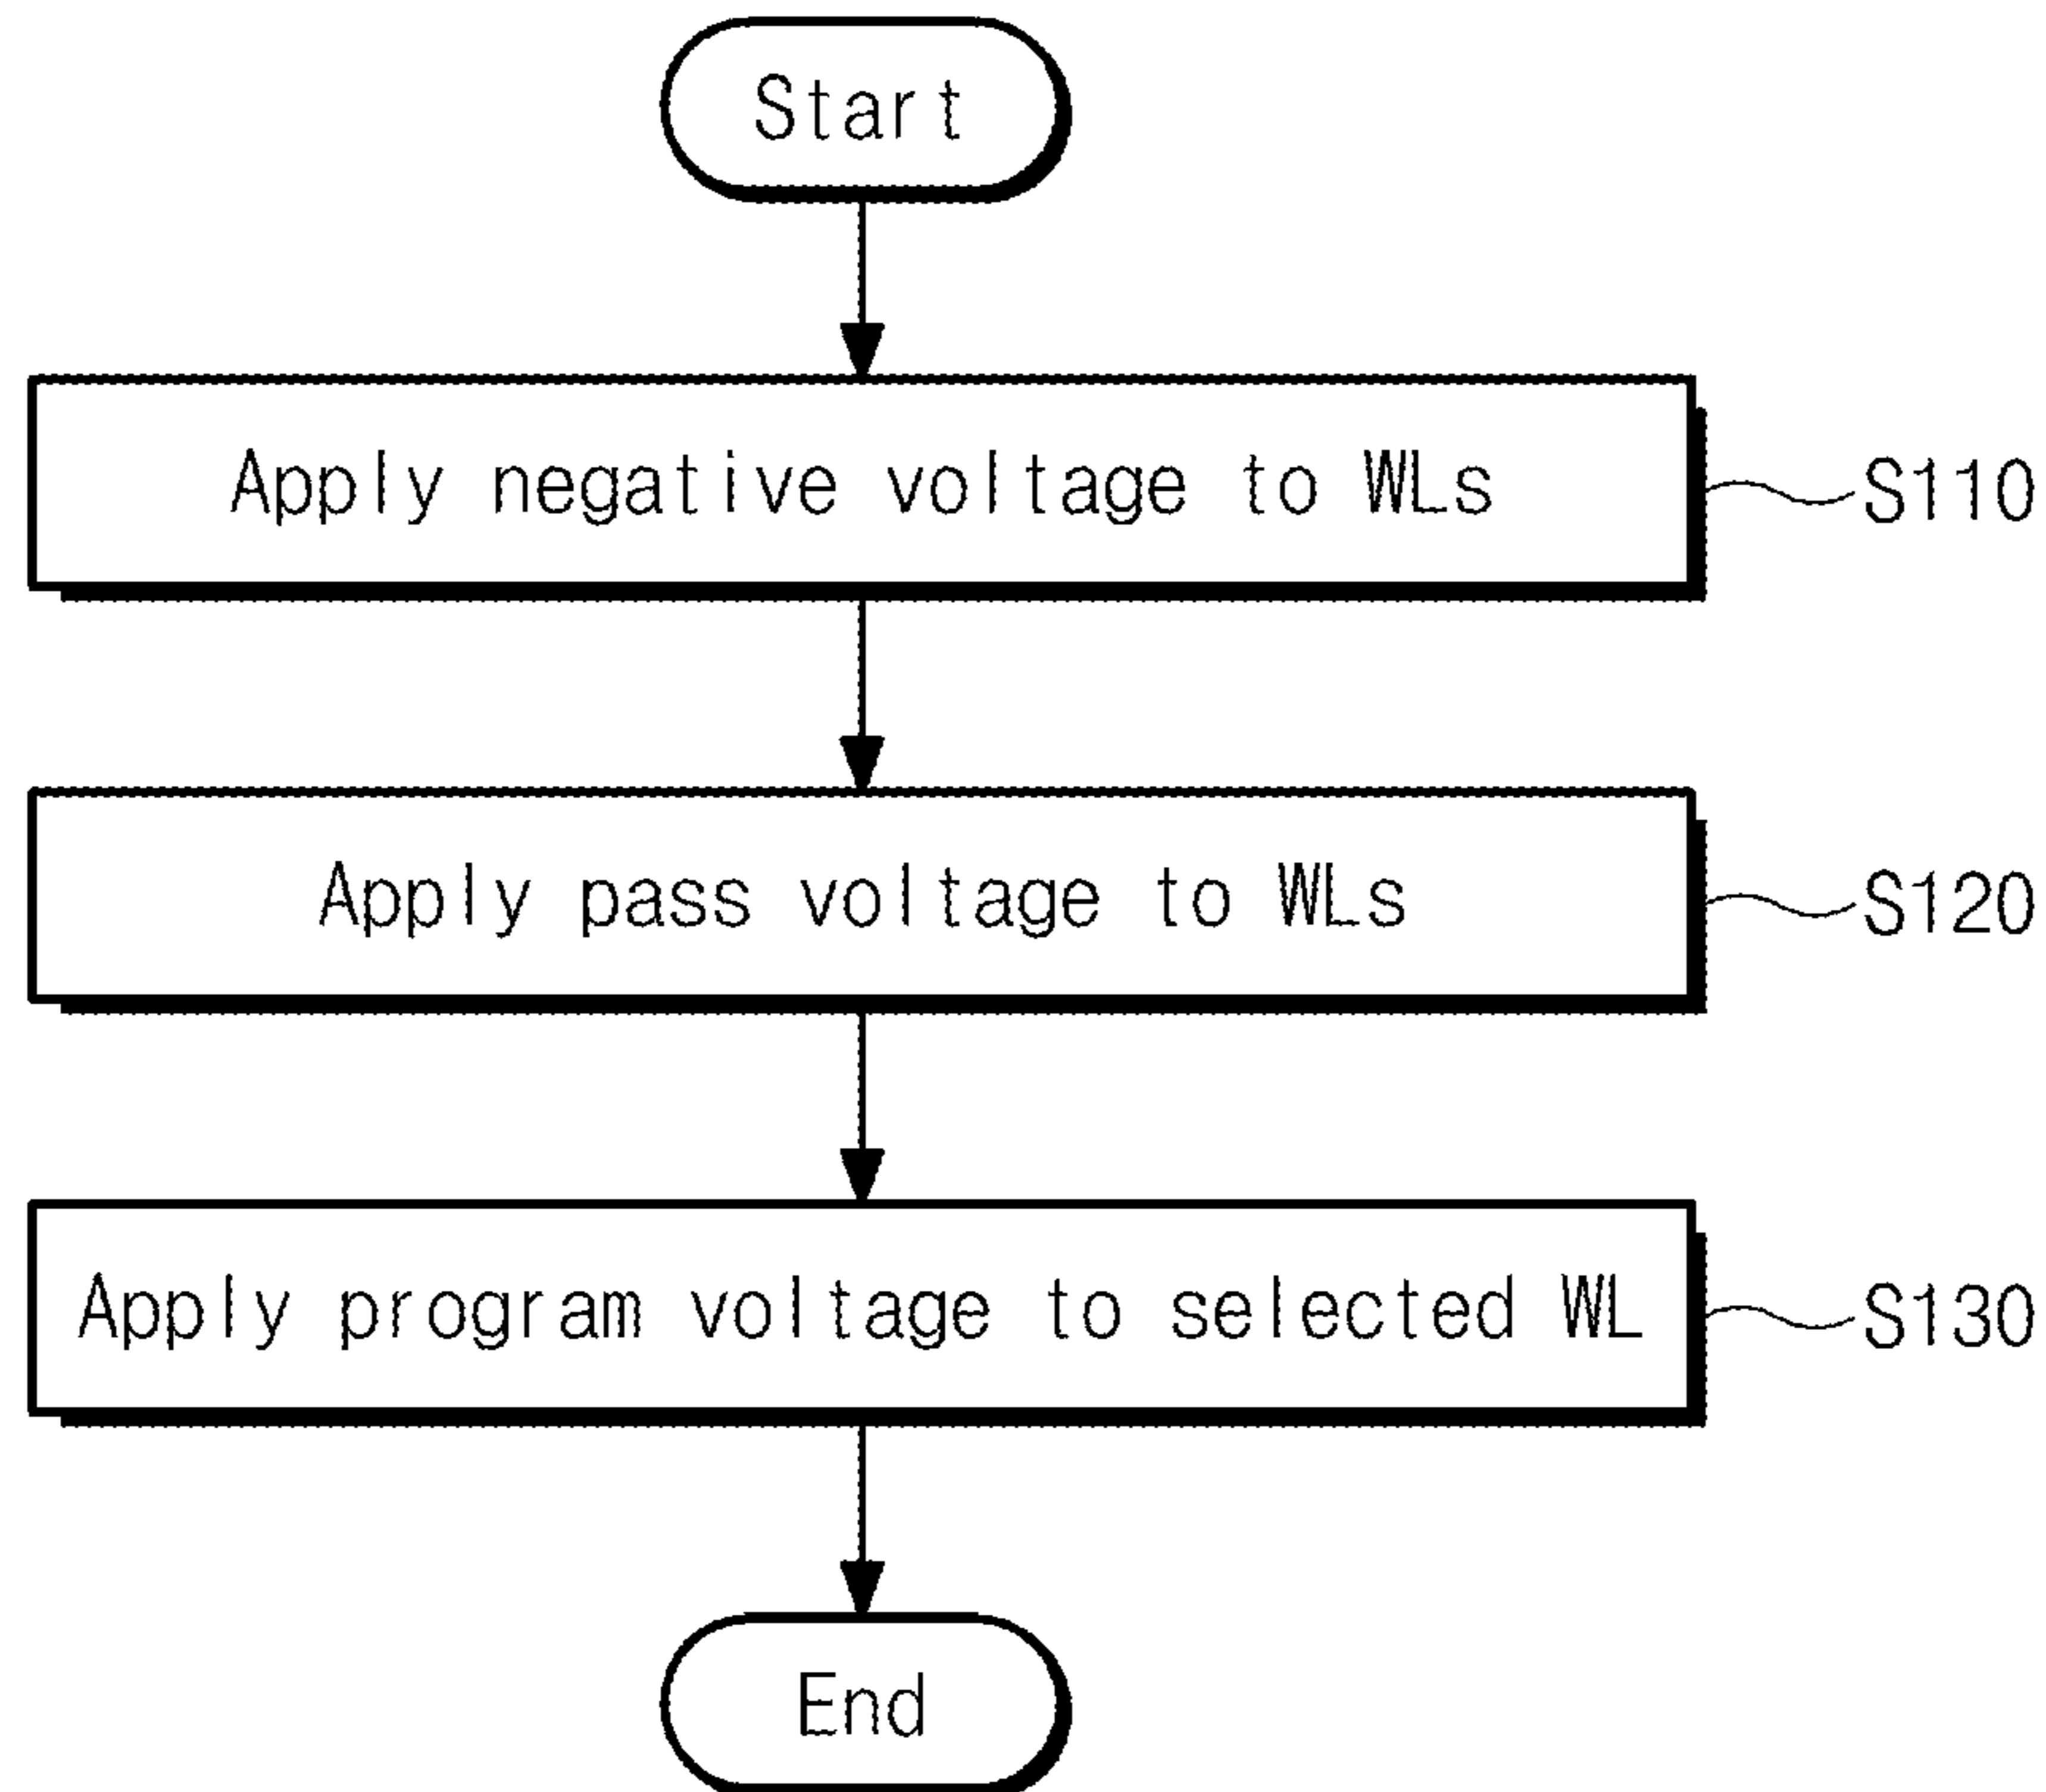 Start
Apply negative voltage to WLs
S110
Apply pass voltage to WLs
S120
Apply program voltage to selected WL
S130
End